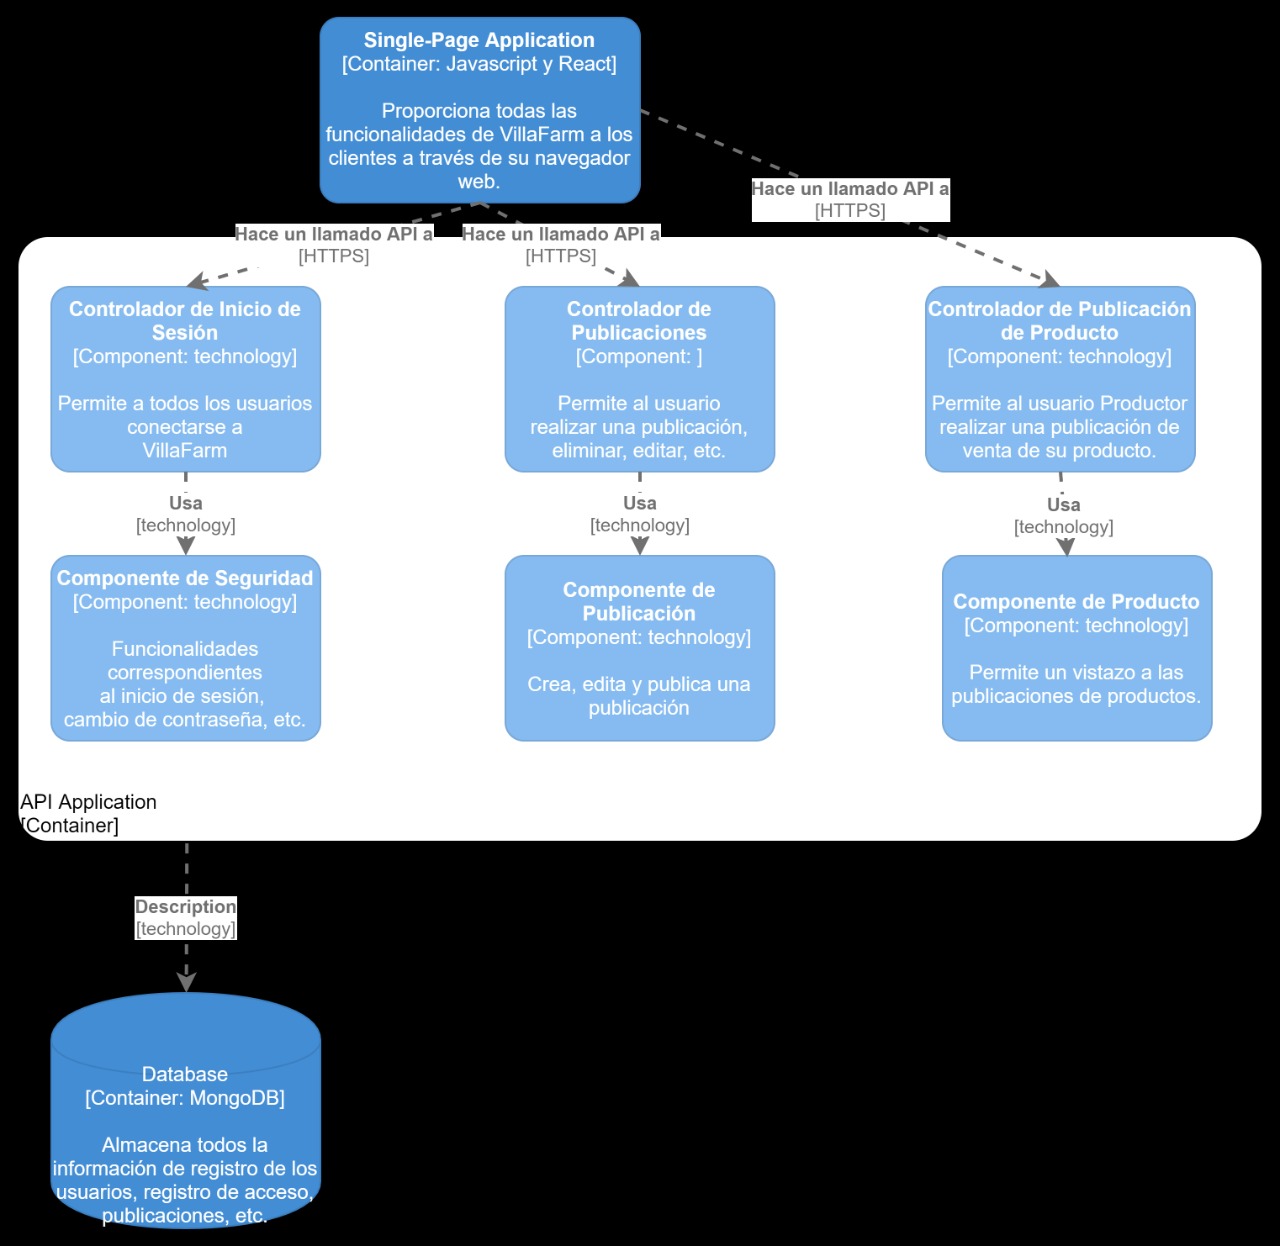 Single-Page Application
[Container: Javascript y React]
Proporciona todas las
funcionalidades de VillaFarm a los
clientes a través de su navegador
web.
Hace un llamado API a
[HTTPS]
Hace un llamado API a
[HTTPS]
Hace un llamado API a
[HTTPS]
Controlador de Inicio de
Sesión
[Component: technology]
Permite a todos los usuarios
conectarse a
VillaFarm
Controlador de
Publicaciones
[Component: ]
Permite al usuario
realizar una publicación,
eliminar, editar, etc.
Controlador de Publicación
de Producto
[Component: technology]
Permite al usuario Productor
realizar una publicación de
venta de su producto.
Usa
[technology]
Usa
[technology]
Usa
[technology]
Componente de Seguridad
[Component: technology]
Funcionalidades
correspondientes
al inicio de sesión,
cambio de contraseña, etc.
Componente de
Publicación
[Component: technology]
Crea, edita y publica una
publicación
Componente de Producto
[Component: technology]
Permite un vistazo a las
publicaciones de productos.
API Application
[Container]
Description
[technology]
Database
[Container: MongoDB]
Almacena todos la
información de registro de los
usuarios, registro de acceso,
publicaciones, etc.